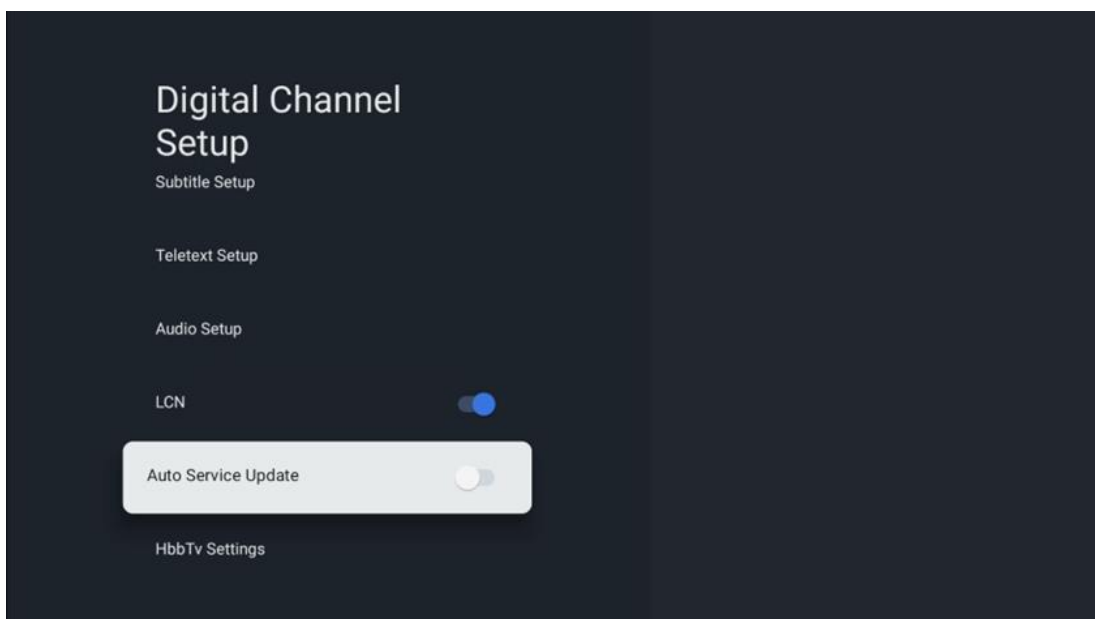 Digital Channel
Setup
Subtitle Setup
Teletext Setup
Audio Setup
LCN
Auto Service Update
HbbTv Settings